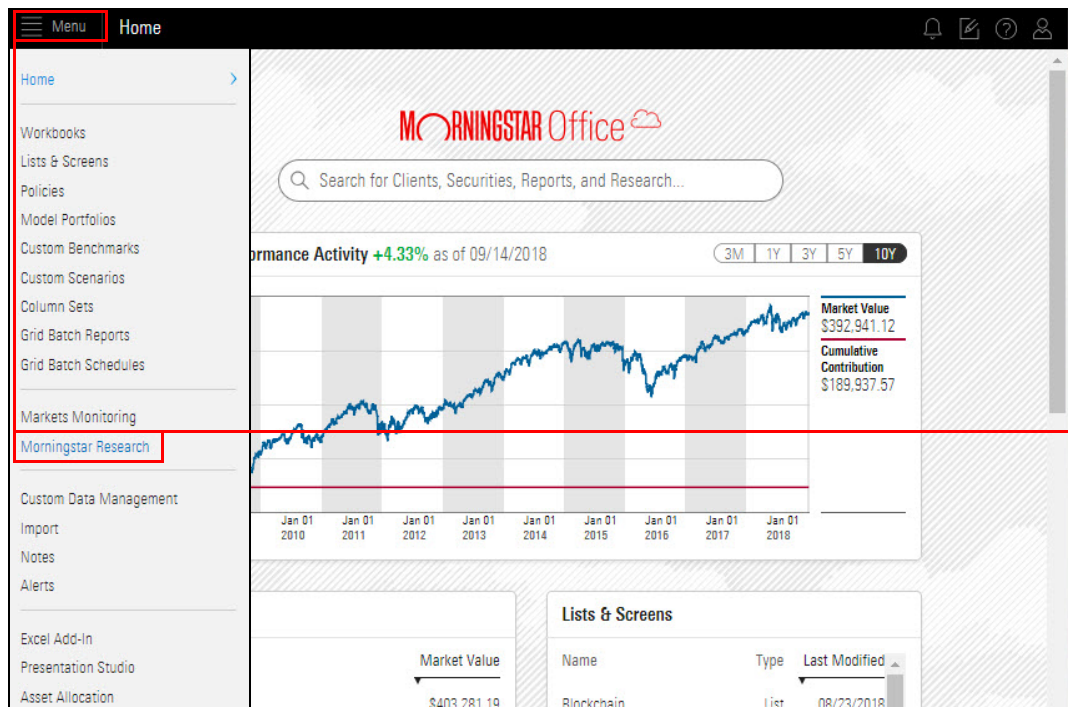 Menu
Home
Home
Workbooks
Lists & Screens
Policies
Model Portfolios
Custom Benchmarks
Custom Scenarios
Column Sets
Grid Batch Reports
Grid Batch Schedules
Markets Monitoring
Morningstar Research
Custom Data Management
Import
Notes
Alerts
Excel Add-In
Presentation Studio
Asset Allocation
MORNINGSTAR Office
Search for Clients, Securities, Reports, and Research...
ormance Activity +4.33% as of 09/14/2018
3M 1Y 3Y 5Y 10Y
Market Value
$392,941.12
Cumulative
Contribution
$189,937.57
Jan 01 Jan 01 Jan 01 Jan 01 Jan 01 Jan 01 Jan 01 Jan 01 Jan 01
2010 2011 2012 2013 2014 2015 2016 2017 2018
Market Value
$403,281.19
Lists & Screens
Name Type Last Modified
Blockchain List 08/23/2018